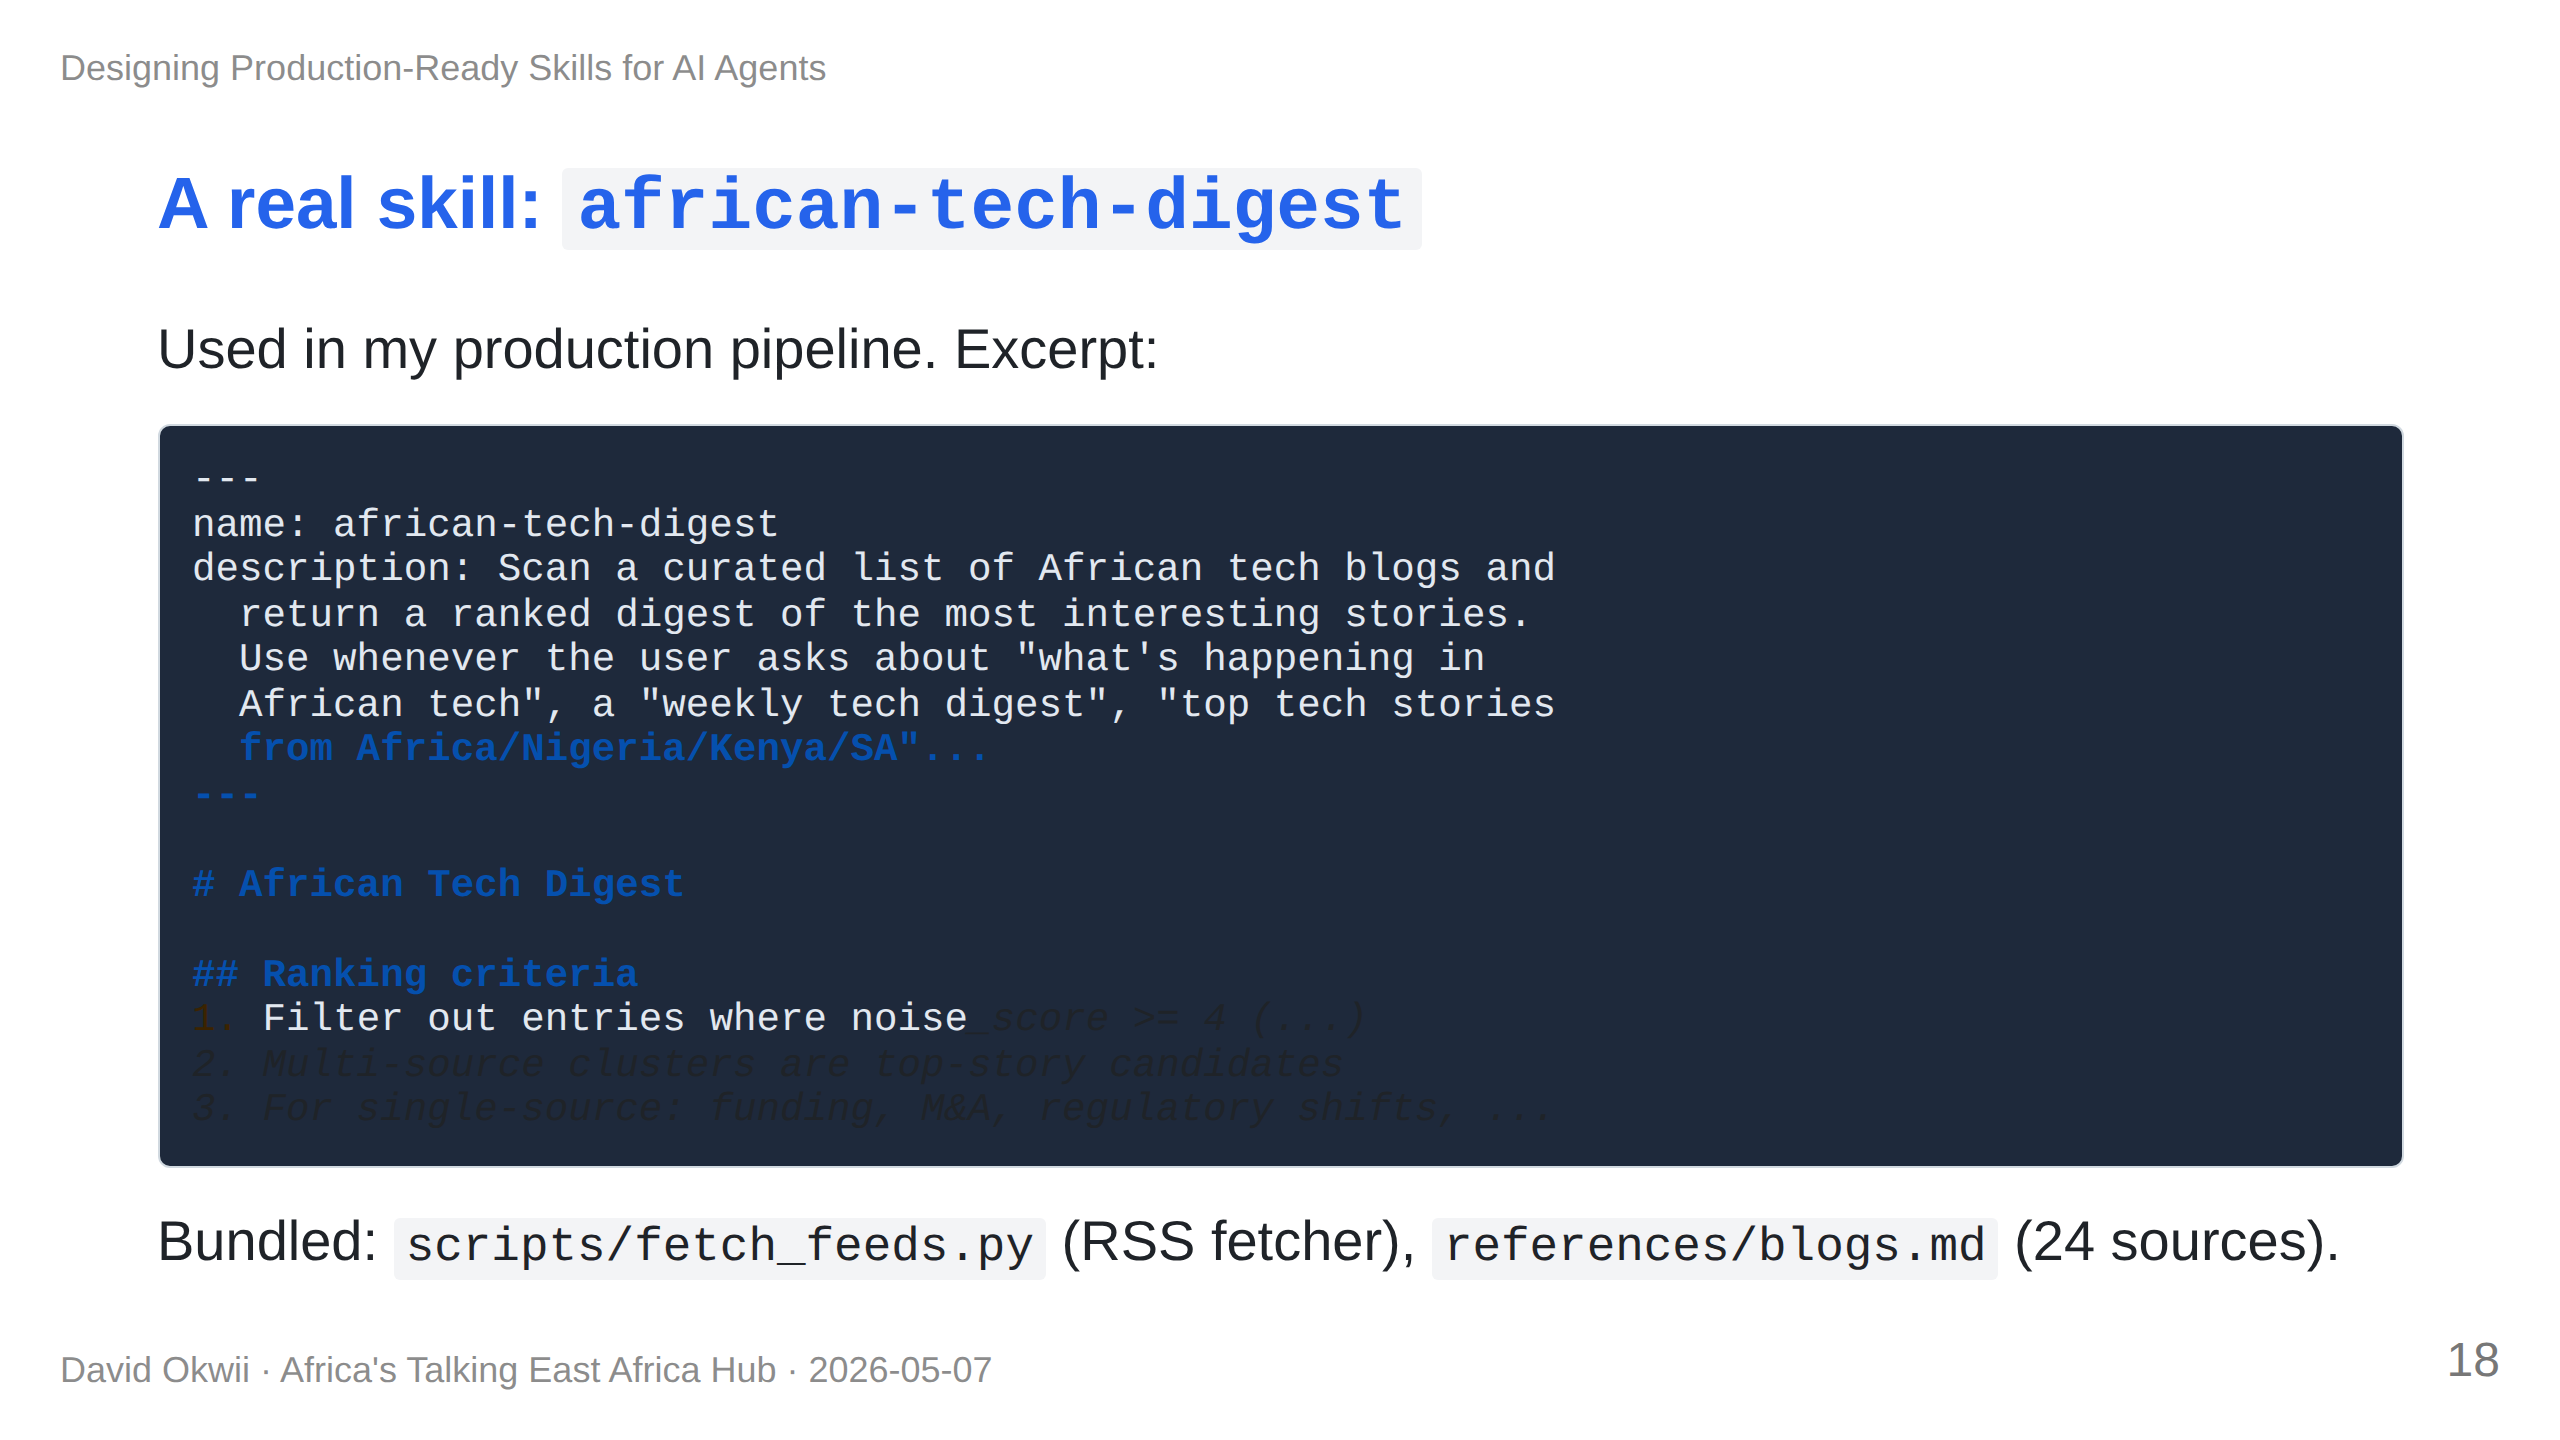 Designing Production-Ready Skills for AI Agents
A real skill: african-tech-digest
Used in my production pipeline. Excerpt:
---
name: african-tech-digest
description: Scan a curated list of African tech blogs and
  return a ranked digest of the most interesting stories.
  Use whenever the user asks about "what's happening in
  African tech", a "weekly tech digest", "top tech stories
  from Africa/Nigeria/Kenya/SA"...
---
# African Tech Digest
## Ranking criteria
1. Filter out entries where noise_score >= 4 (...)
2. Multi-source clusters are top-story candidates
3. For single-source: funding, M&A, regulatory shifts, ...
Bundled: scripts/fetch_feeds.py (RSS fetcher), references/blogs.md (24 sources).
David Okwii · Africa's Talking East Africa Hub · 2026-05-07
18